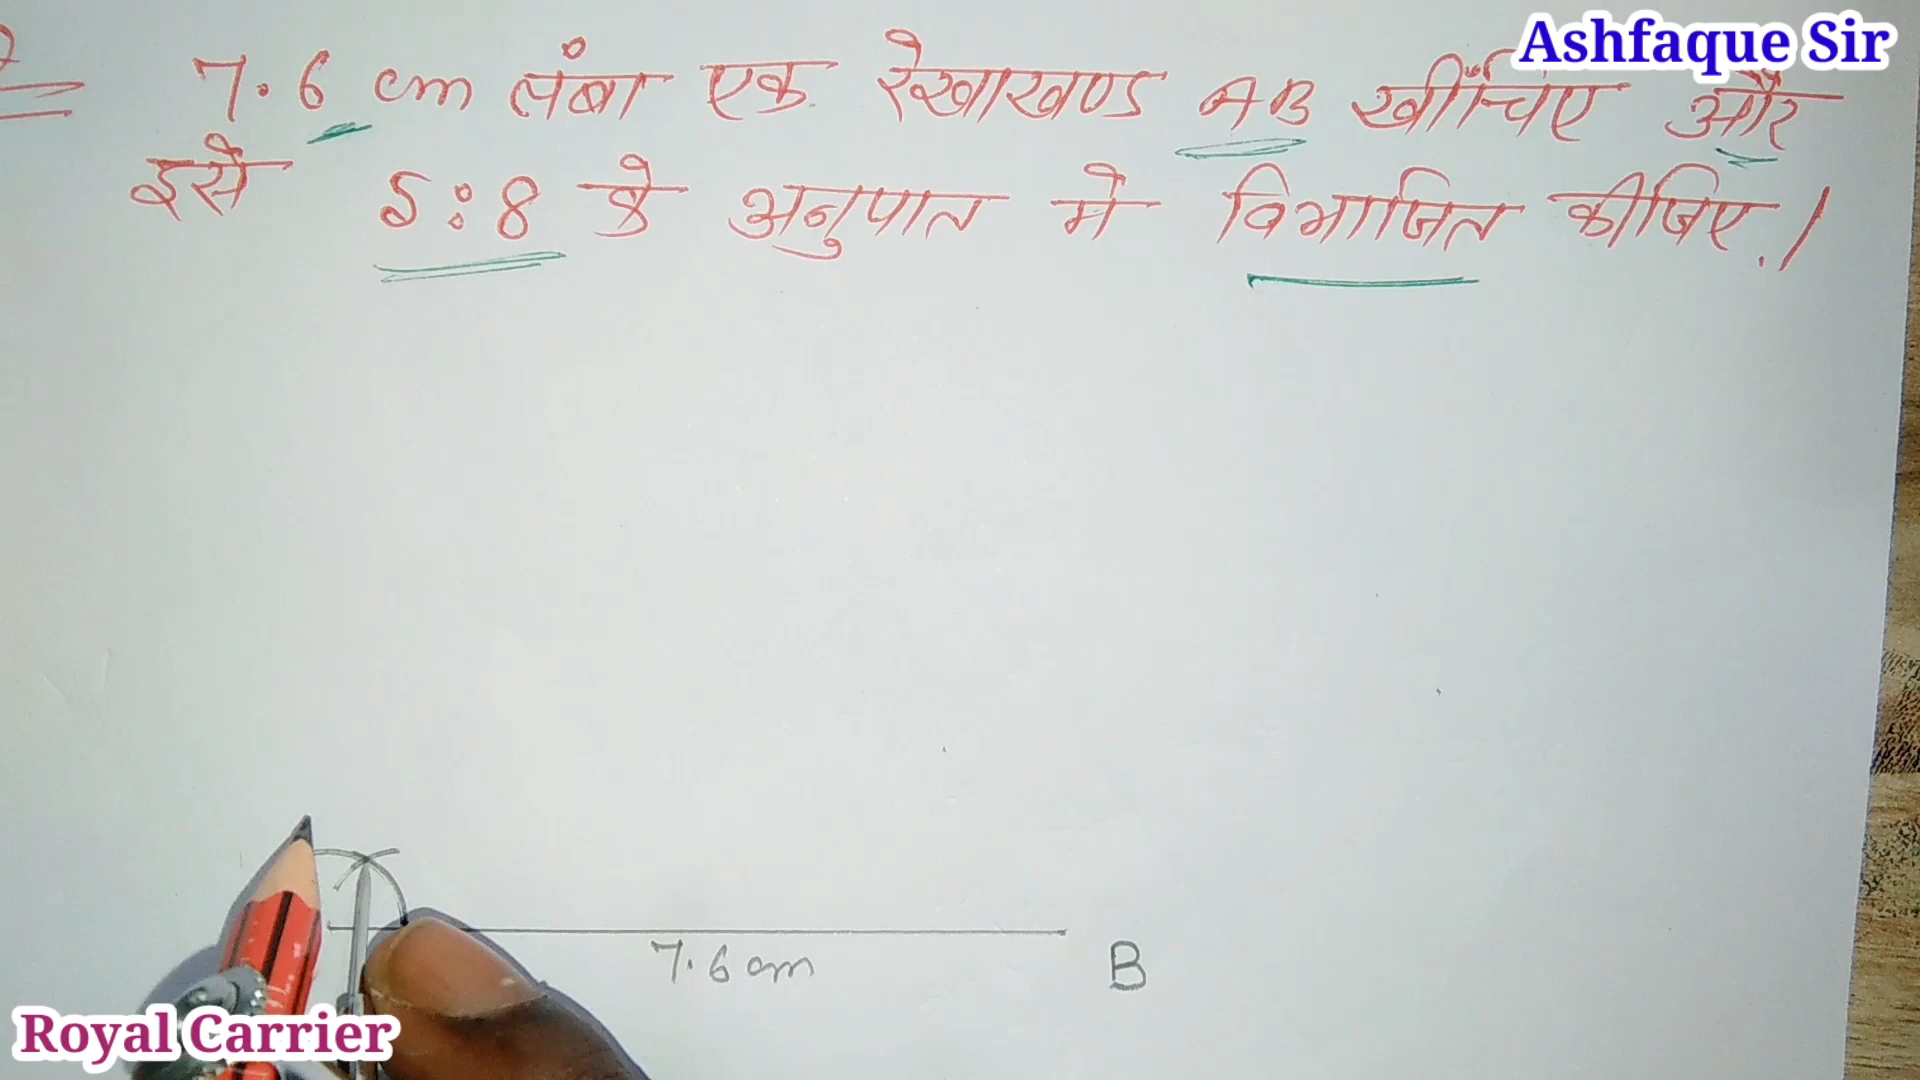 Ashfaque Sir
7.6 cm लंबा एक रेखाखण्ड AB खींचिए और
इसे 5:8 के अनुपात मे विभाजित कीजिए.।
7.6 cm
B
Royal Carrier